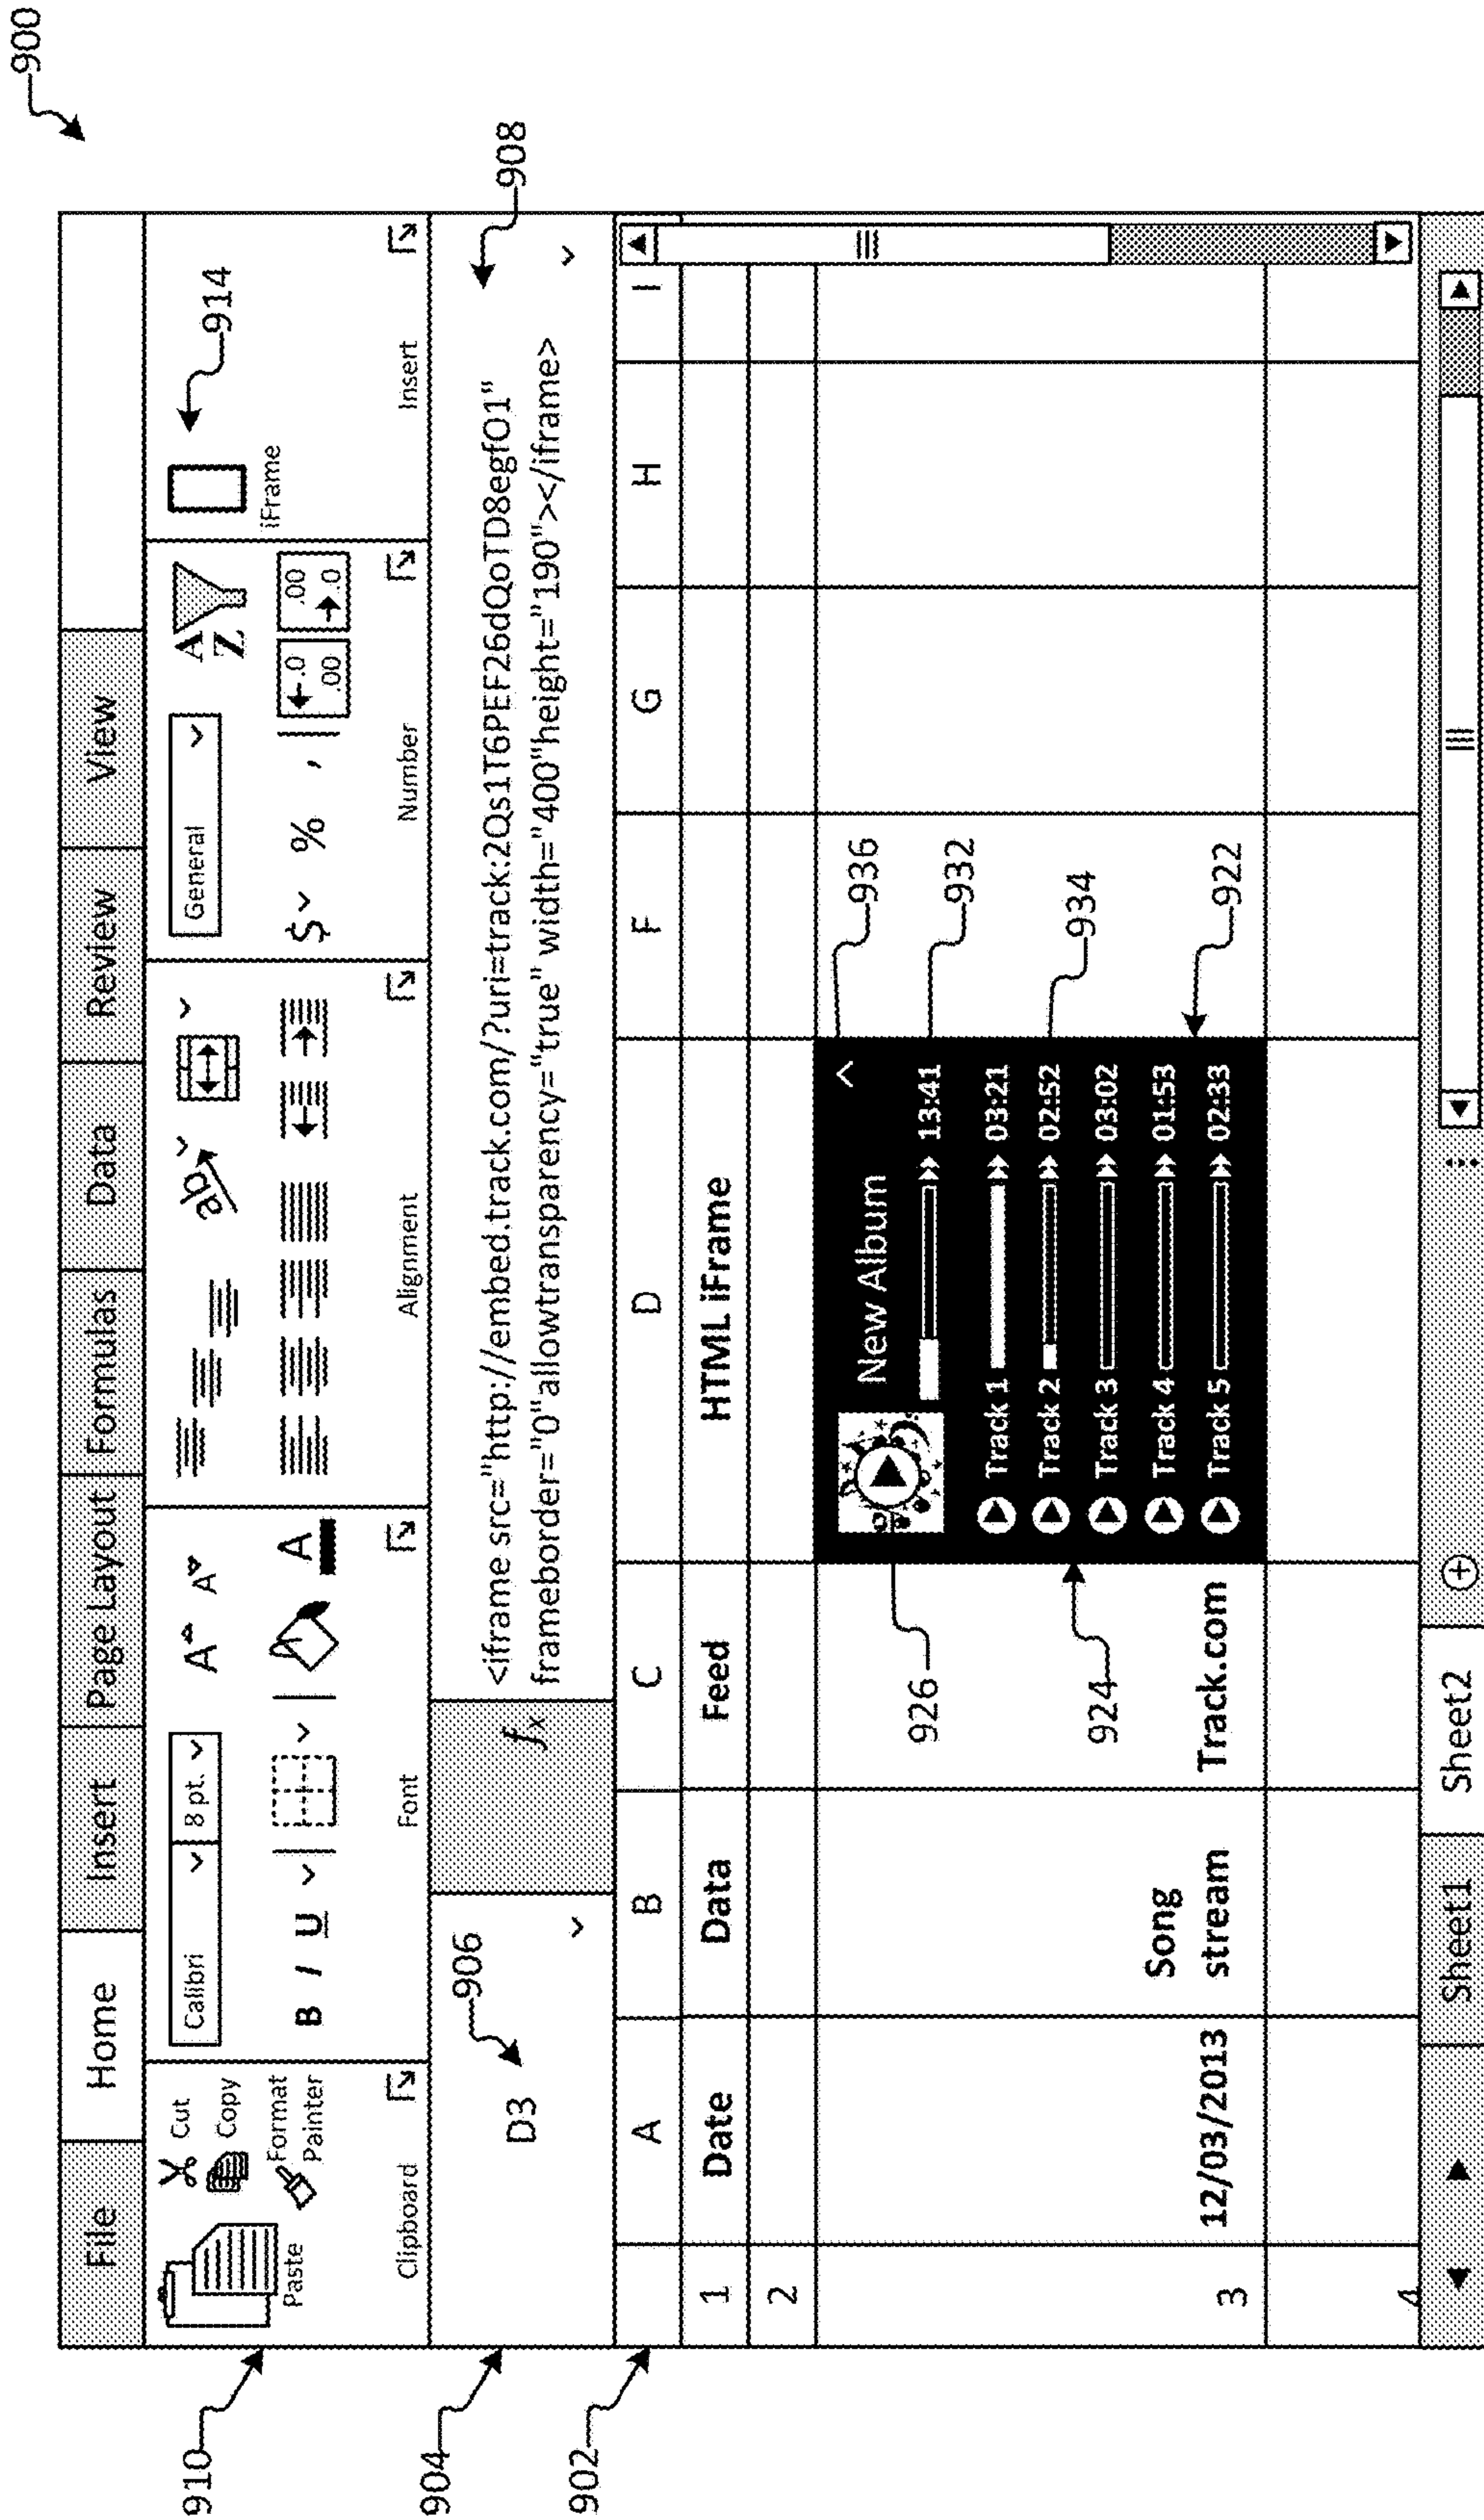 900
File Home Insert Page Layout Formulas Data Review View
Paste
Cut
Copy
Format
Painter
Clipboard
Calibri 8 pt. A A
B I U A
Font
ab
Alignment
General A
Z
$ % , .0 .00
.00 .0
Number
iFrame
914
Insert
910
904
D3 906
fx
<iframe src="http://embed.track.com/?uri=track:2Qs1T6PEF26dQoTD8egfO1"
frameborder="0"allowtransparency="true" width="400"height="190"></iframe>
908
902
A B C D F G H I
1 Date Data Feed HTML iFrame
2
3 12/03/2013 Song
stream Track.com
926
924
New Album
13:41
Track 1 03:21
Track 2 02:52
Track 3 03:02
Track 4 01:53
Track 5 02:33
936
932
934
922
4
Sheet1 Sheet2